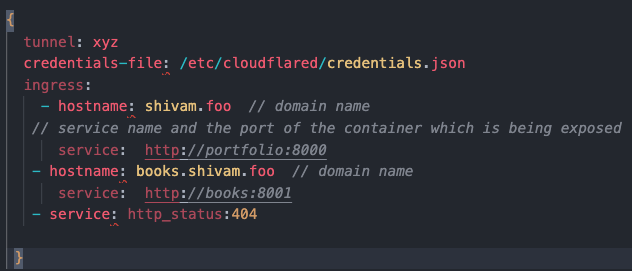 {
tunnel: xyz
credentials-file: /etc/cloudflared/credentials.json
ingress:
- hostname: shivam.foo // domain name
// service name and the port of the container which is being exposed
service: http://portfolio:8000
- hostname: books.shivam.foo // domain name
service: http://books:8001
- service: http_status:404
}